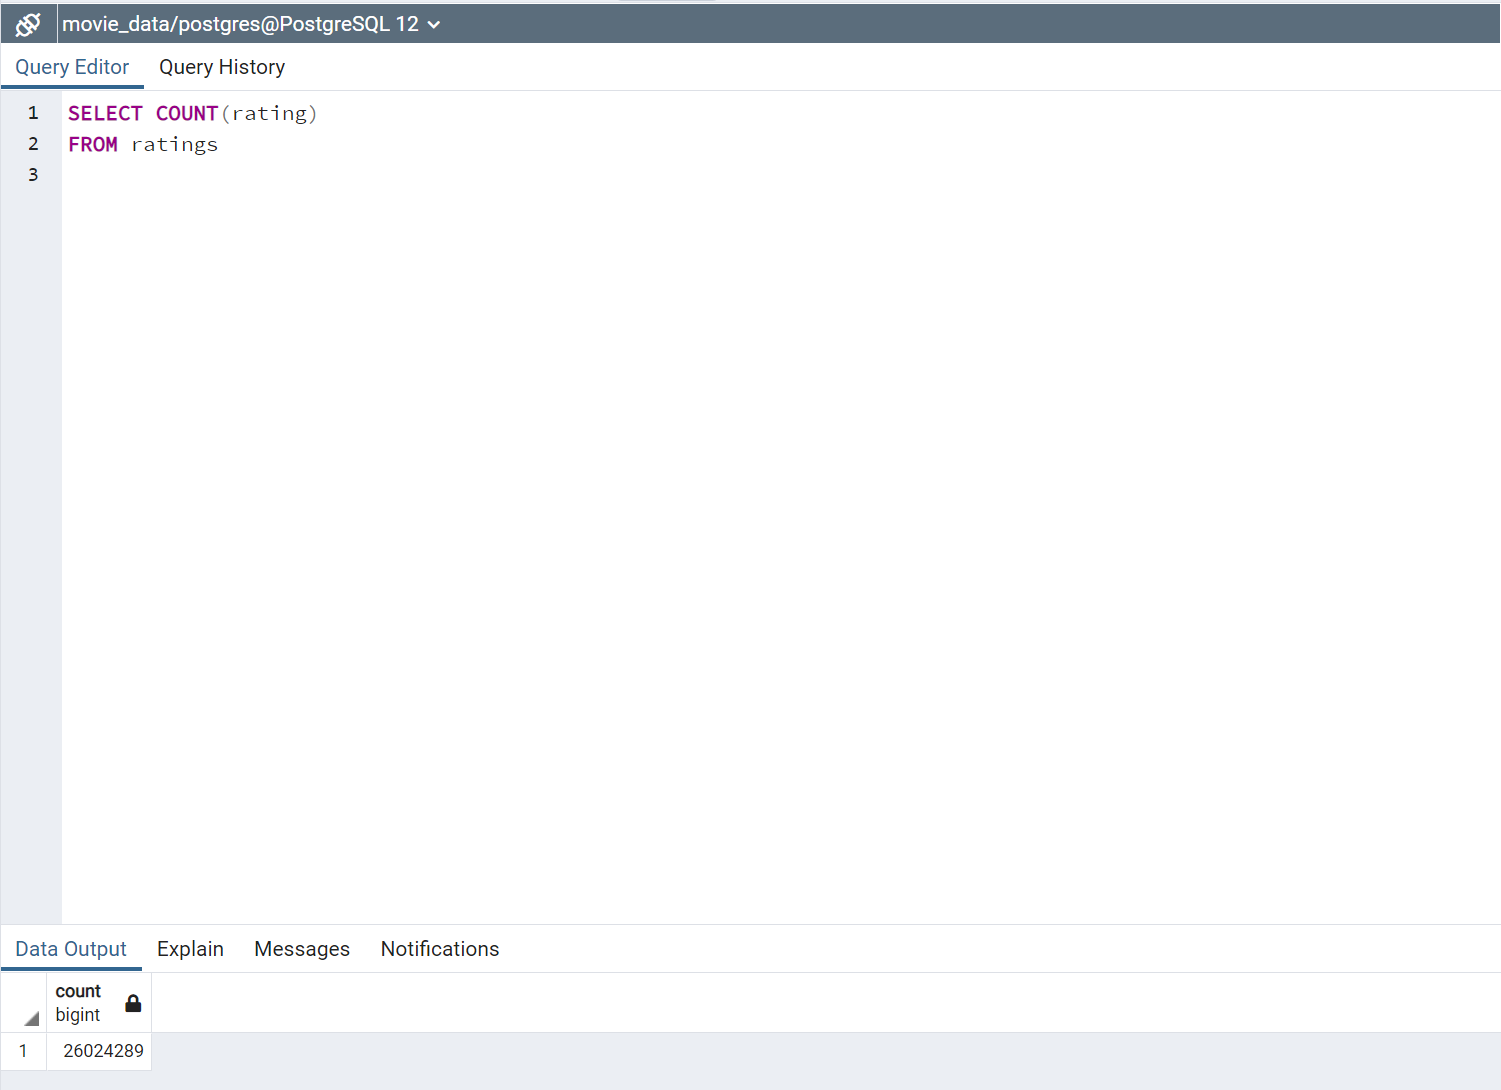 movie_data/postgres@PostgreSQL 12
Query Editor Query History
1 SELECT COUNT(rating)
2 FROM ratings
3
Data Output Explain Messages Notifications
count
bigint
1 26024289